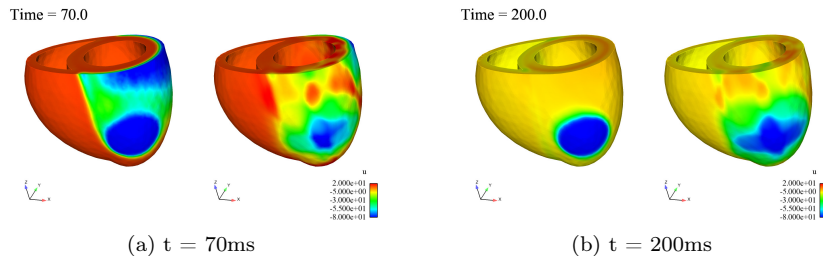 Time = 70.0
Time = 200.0
u
2.000e+01
-5.000e+00
-3.000e+01
-5.500e+01
-8.000e+01
u
2.000e+01
-5.000e+00
-3.000e+01
-5.500e+01
-8.000e+01
Z Y X
Z Y X
Z Y X
Z Y X
(a) t = 70ms
(b) t = 200ms